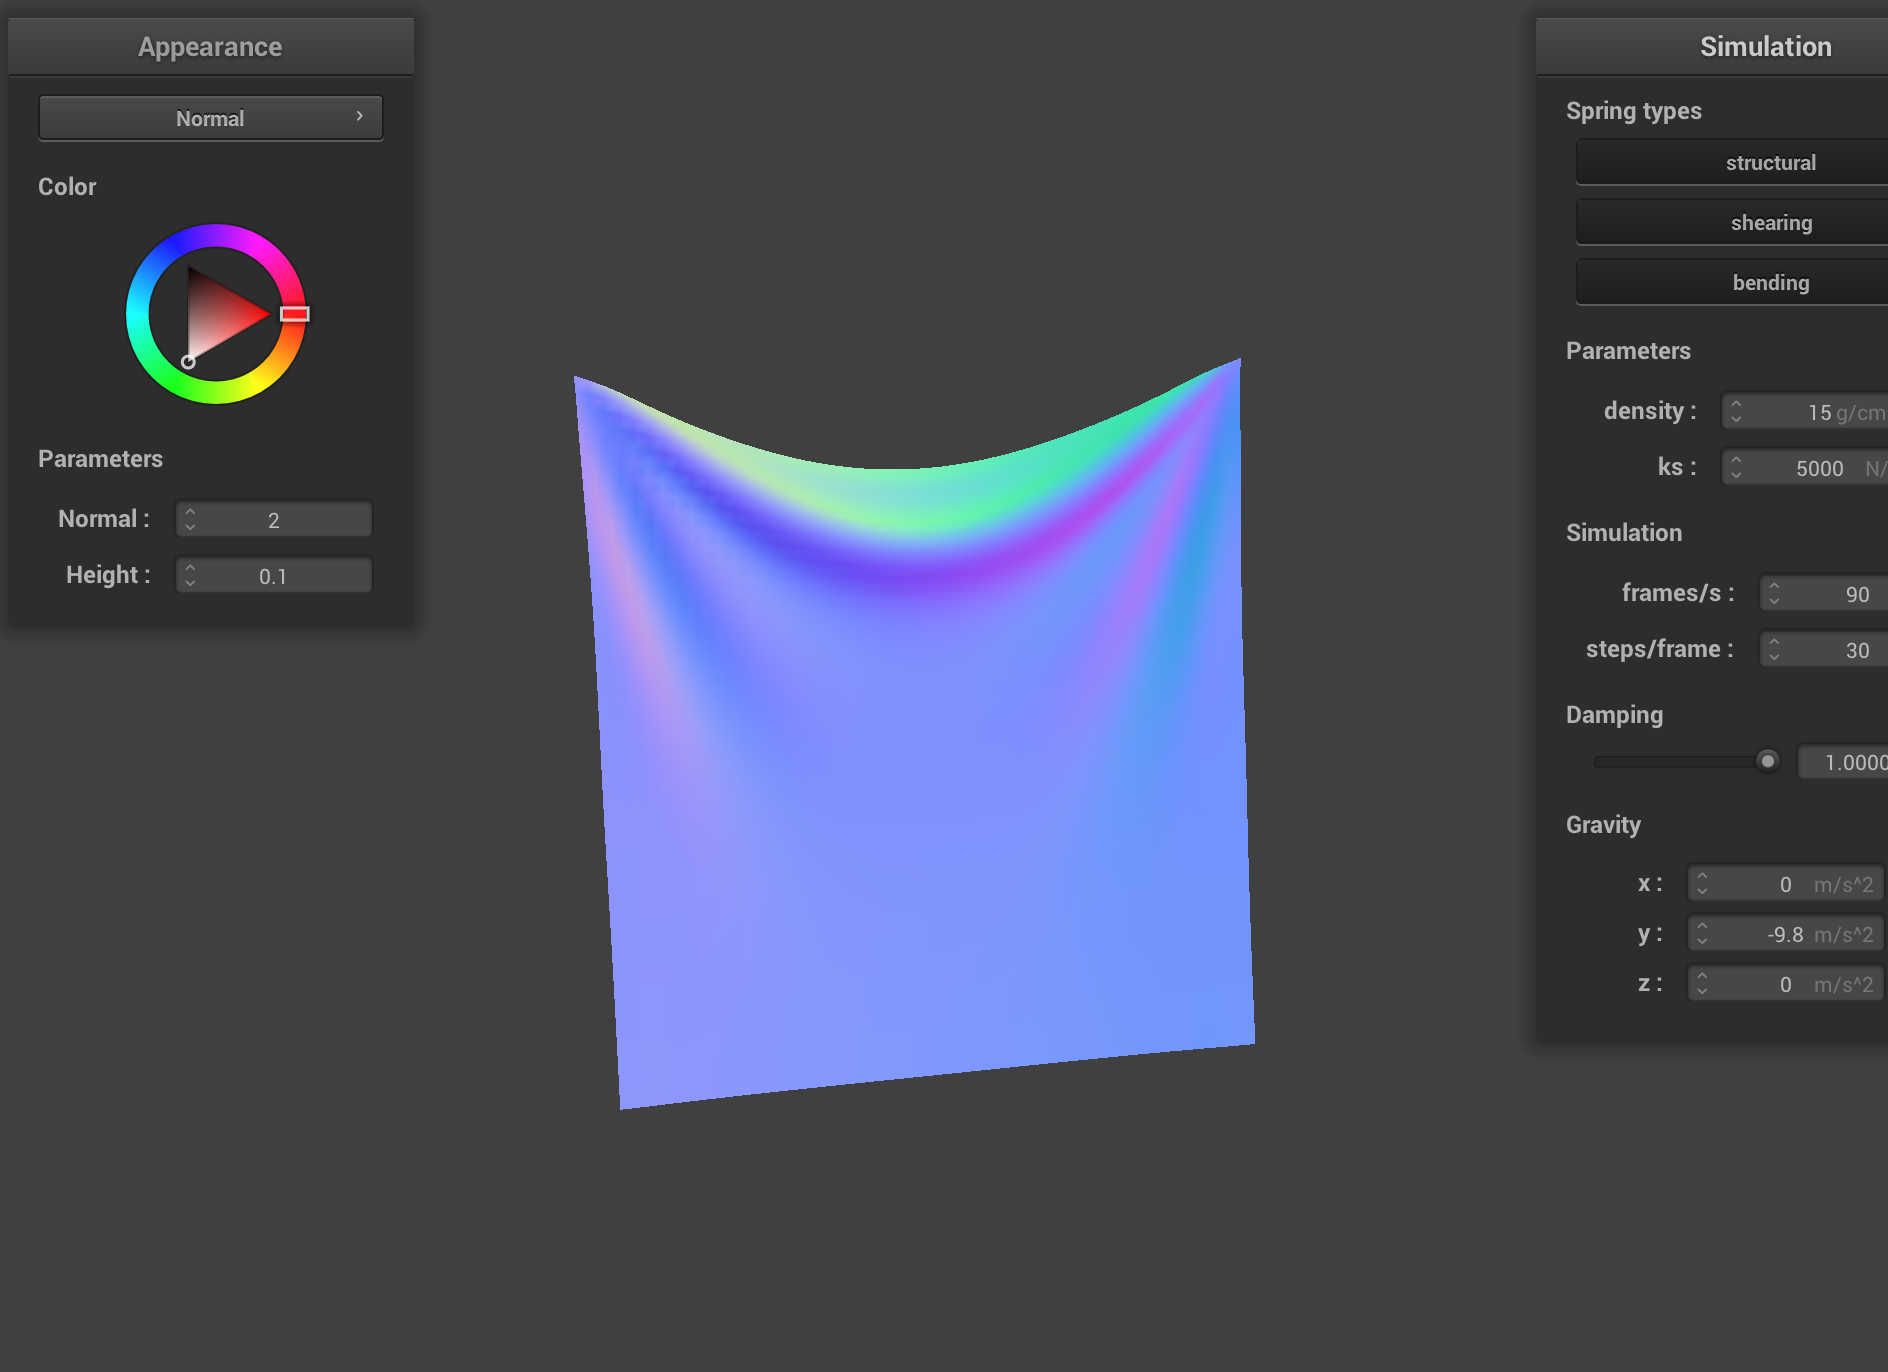 Appearance
Normal
Color
Parameters
Normal : 2
Height : 0.1
Simulation
Spring types
structural
shearing
bending
Parameters
density : 15 g/cm
ks : 5000 N/
Simulation
frames/s : 90
steps/frame : 30
Damping
1.0000
Gravity
x : 0 m/s^2
y : -9.8 m/s^2
z : 0 m/s^2